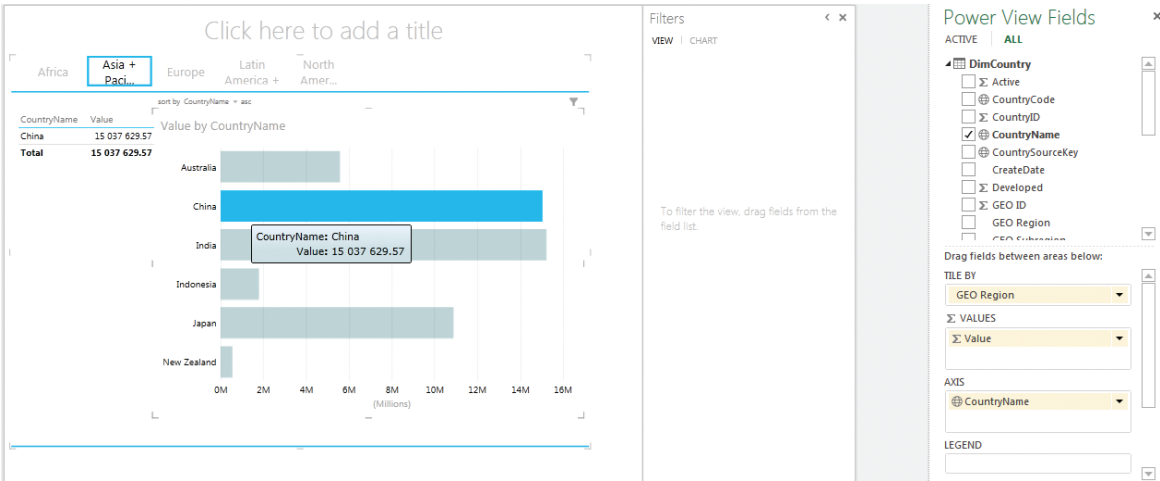 Click here to add a title
Africa
Asia +
Paci...
Europe
Latin
America +
North
Amer...
sort by CountryName asc
CountryName Value
China 15 037 629.57
Total 15 037 629.57
Value by CountryName
Australia
China
India
Indonesia
Japan
New Zealand
CountryName: China
Value: 15 037 629.57
0M 2M 4M 6M 8M 10M 12M 14M 16M
(Millions)
Filters
VIEW | CHART
To filter the view, drag fields from the
field list.
Power View Fields
ACTIVE | ALL
DimCountry
Σ Active
CountryCode
Σ CountryID
CountryName
CountrySourceKey
CreateDate
Σ Developed
Σ GEO ID
GEO Region
GEO Subregion
Drag fields between areas below:
TILE BY
GEO Region
Σ VALUES
Σ Value
AXIS
CountryName
LEGEND